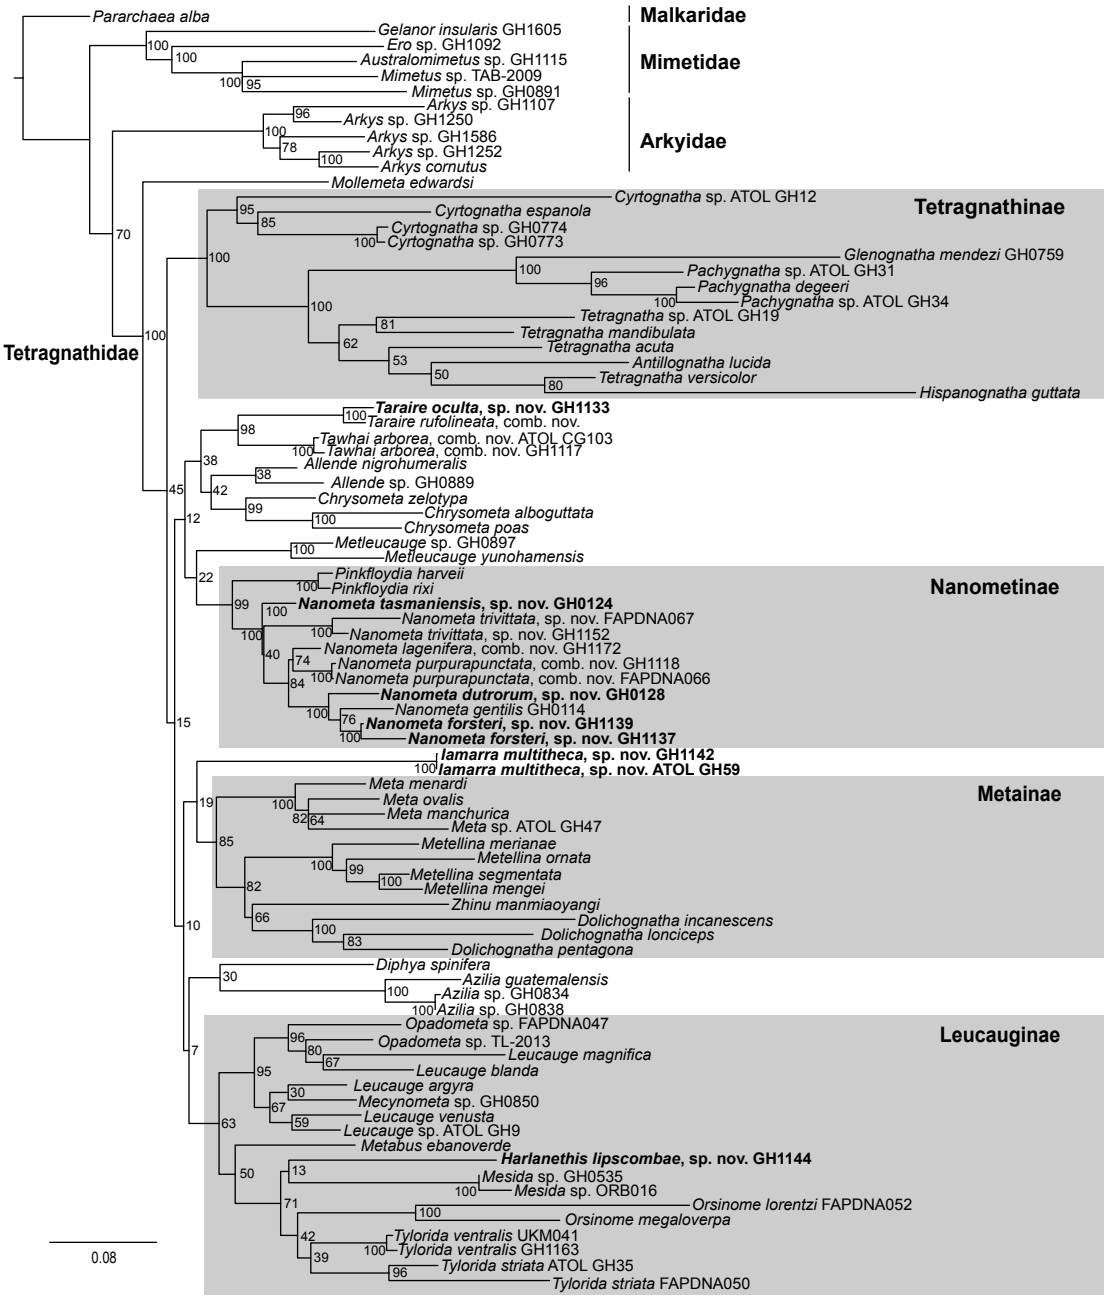 Pararchaea alba
Malkaridae
Gelanor insularis GH1605
100
Ero sp. GH1092
100
Australomimetus sp. GH1115
Mimetidae
Mimetus sp. TAB-2009
100 95
Mimetus sp. GH0891
Arkys sp. GH1107
96
Arkys sp. GH1250
100
Arkys sp. GH1586
Arkyidae
78
Arkys sp. GH1252
100
Arkys cornutus
Mollemeta edwardsi
Cyrtognatha sp. ATOL GH12
Tetragnathinae
95
Cyrtognatha espanola
85
Cyrtognatha sp. GH0774
70
100
Cyrtognatha sp. GH0773
100
Glenognatha mendezi GH0759
100
Pachygnatha sp. ATOL GH31
96
Pachygnatha degeeri
100
Pachygnatha sp. ATOL GH34
100
Tetragnatha sp. ATOL GH19
81
Tetragnatha mandibulata
100
62
Tetragnatha acuta
Tetragnathidae
53
Antillognatha lucida
50
Tetragnatha versicolor
80
Hispanognatha guttata
Taraire oculta, sp. nov. GH1133
100
Taraire rufolineata, comb. nov.
98
Tawhai arborea, comb. nov. ATOL CG103
100
Tawhai arborea, comb. nov. GH1117
38
Allende nigrohumeralis
38
Allende sp. GH0889
45
42
Chrysometa zelotypa
99
Chrysometa alboguttata
12
100
Chrysometa poas
Metleucauge sp. GH0897
100
Metleucauge yunohamensis
22
Pinkfloydia harveii
Nanometinae
100
Pinkfloydia rixi
99
Nanometa tasmaniensis, sp. nov. GH0124
100
Nanometa trivittata, sp. nov. FAPDNA067
100
100
Nanometa trivittata, sp. nov. GH1152
Nanometa lagenifera, comb. nov. GH1172
40
74
Nanometa purpurapunctata, comb. nov. GH1118
100
Nanometa purpurapunctata, comb. nov. FAPDNA066
84
Nanometa dutrorum, sp. nov. GH0128
100
Nanometa gentilis GH0114
15
76
Nanometa forsteri, sp. nov. GH1139
100
Nanometa forsteri, sp. nov. GH1137
Iamarra multitheca, sp. nov. GH1142
100
Iamarra multitheca, sp. nov. ATOL GH59
Meta menardi
Metainae
19
100
Meta ovalis
Meta manchurica
82 64
Meta sp. ATOL GH47
85
Metellina merianae
100
Metellina ornata
99
Metellina segmentata
100
82
Metellina mengei
Zhinu manmiaoyangi
66
Dolichognatha incanescens
10
100
Dolichognatha lonciceps
83
Dolichognatha pentagona
Diphya spinifera
30
Azilia guatemalensis
100
Azilia sp. GH0834
100
Azilia sp. GH0838
Opadometa sp. FAPDNA047
Leucauginae
96
Opadometa sp. TL-2013
7
80
Leucauge magnifica
67
Leucauge blanda
95
Leucauge argyra
30
Mecynometa sp. GH0850
67
Leucauge venusta
63
59
Leucauge sp. ATOL GH9
Metabus ebanoverde
Harlanethis lipscombae, sp. nov. GH1144
50
13
Mesida sp. GH0535
100
Mesida sp. ORB016
71
Orsinome lorentzi FAPDNA052
100
Orsinome megaloverpa
42
Tylorida ventralis UKM041
100
Tylorida ventralis GH1163
39
Tylorida striata ATOL GH35
0.08
96
Tylorida striata FAPDNA050